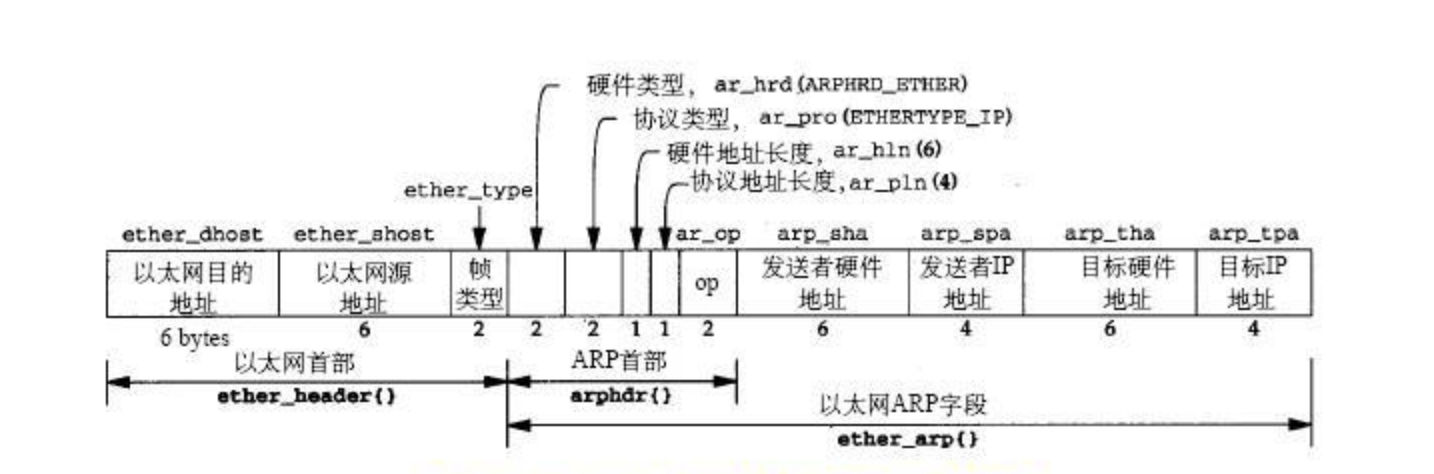 硬件类型, ar_hrd(ARPHRD_ETHER)
协议类型, ar_pro(ETHERTYPE_IP)
硬件地址长度, ar_hln(6)
协议地址长度,ar_pln(4)
ether_type
ether_dhost ether_shost ar_op arp_sha arp_spa arp_tha arp_tpa
以太网目的 以太网源 帧 op 发送者硬件 发送者IP 目标硬件 目标IP
地址 地址 类型 地址 地址 地址 地址
6 bytes 6 2 2 2 1 1 2 6 4 6 4
以太网首部 ARP首部
ether_header{} arphdr{}
以太网ARP字段
ether_arp{}